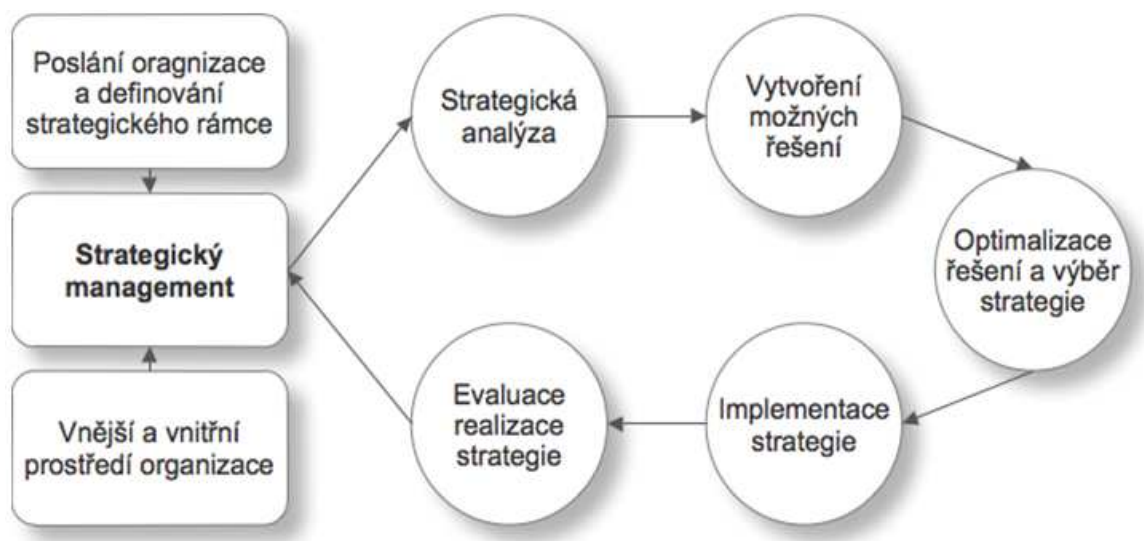 Poslání oragnizace
a definování
strategického rámce
Strategický
management
Vnější a vnitřní
prostředí organizace
Strategická
analýza
Vytvoření
možných
řešení
Optimalizace
řešení a výběr
strategie
Implementace
strategie
Evaluace
realizace
strategie